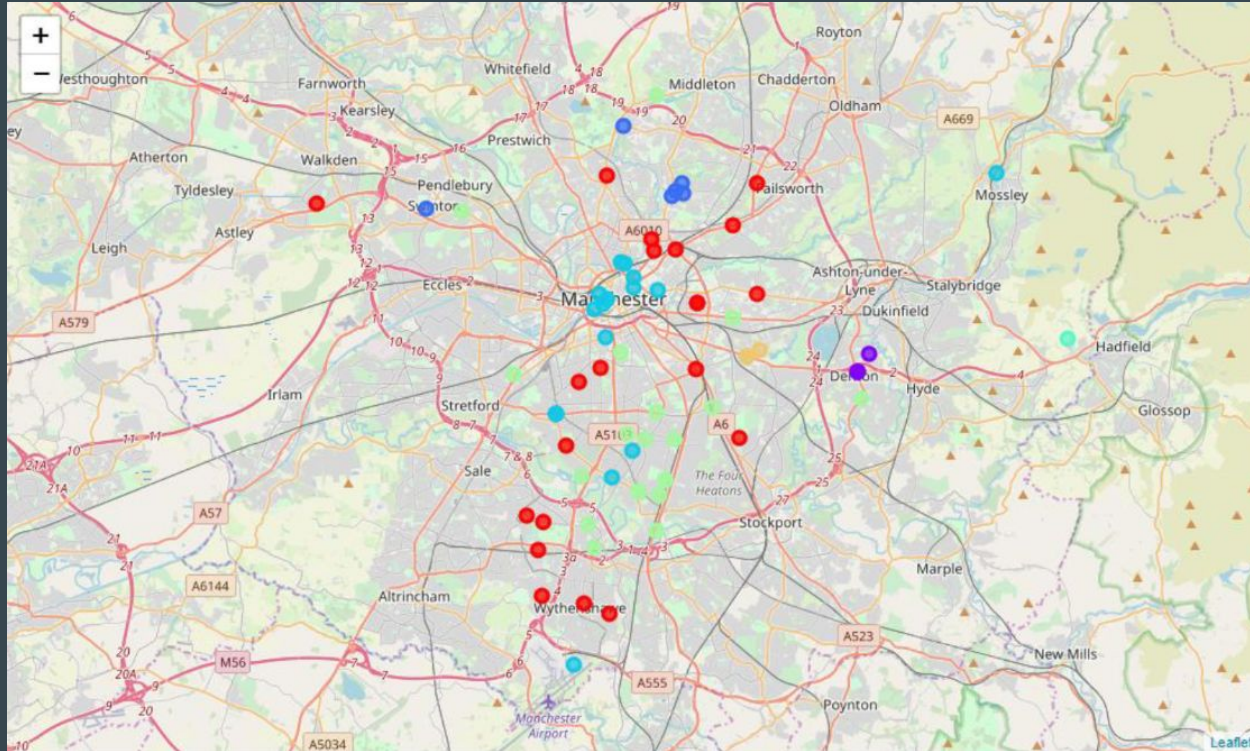 +
−
Royton
Whitefield
Middleton
Chadderton
Farnworth
Kearsley
Oldham
A669
Prestwich
Atherton
Walkden
Pendlebury
Tyldesley
Failsworth
Mossley
Astley
A6010
Leigh
Ashton-under-
Lyne
Stalybridge
Eccles
Manchester
Dukinfield
A579
Hadfield
Denton
Hyde
Irlam
Stretford
Glossop
A6
Sale
The Four
Heatons
A57
Stockport
Marple
A6144
Altrincham
Wythenshawe
A523
New Mills
M56
A555
Poynton
Manchester
Airport
A5034